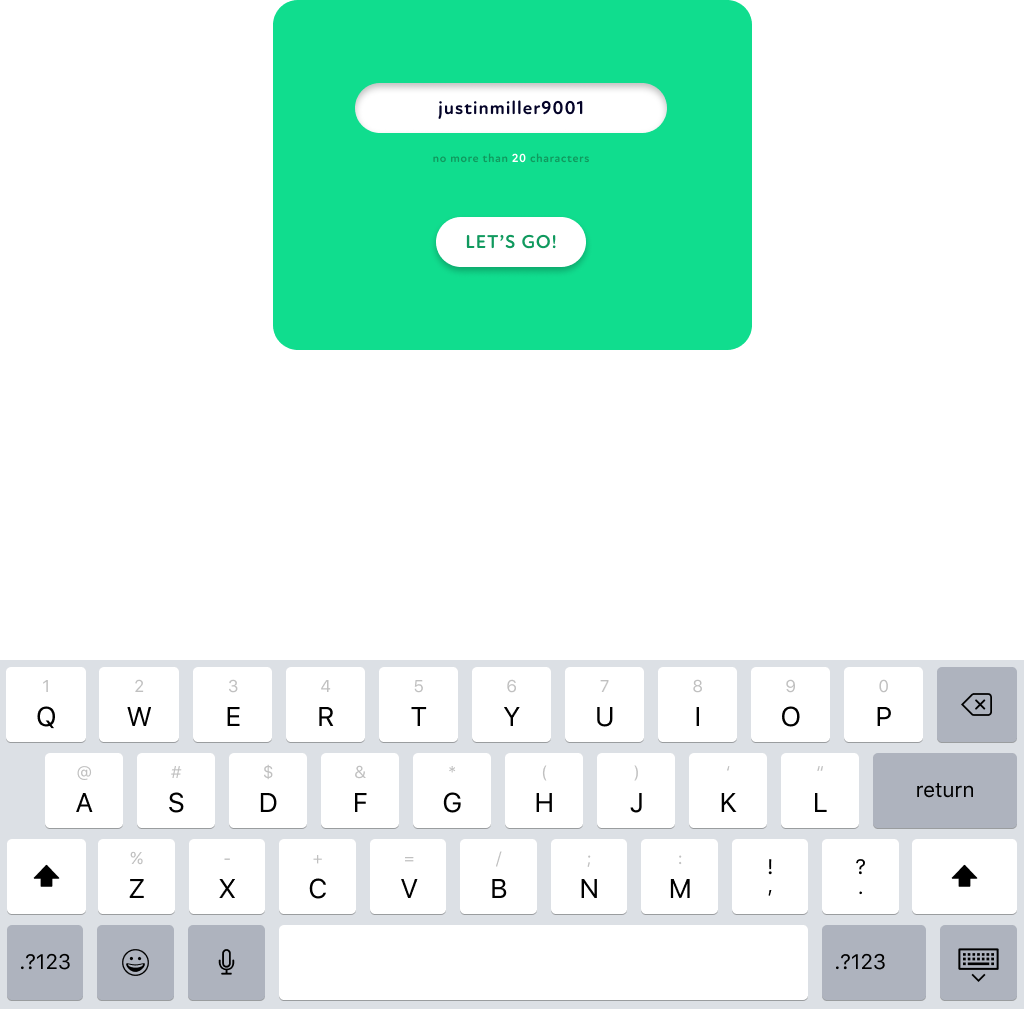 justinmiller9001
no more than 20 characters
LET’S GO!
1 2 3 4 5 6 7 8 9 0
Q W E R T Y U I O P
@ # $ & * ( ) ‘ “
A S D F G H J K L return
% - + = / ; : ! ?
Z X C V B N M , .
.?123 .?123